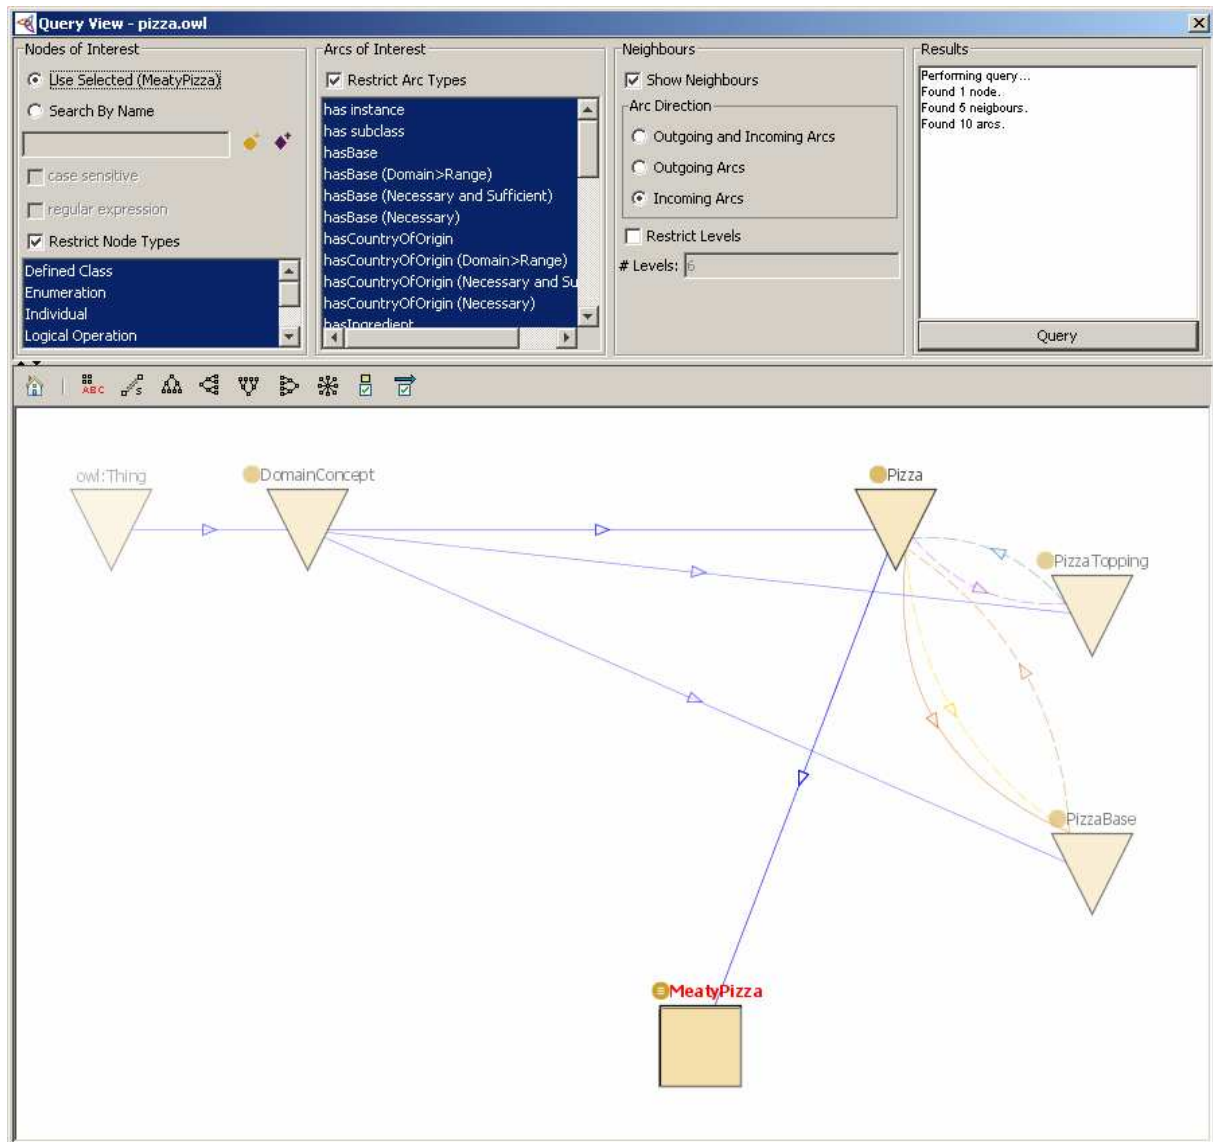 Query View - pizza.owl
Nodes of Interest
Use Selected (MeatyPizza)
Search By Name
case sensitive
regular expression
Restrict Node Types
Defined Class
Enumeration
Individual
Logical Operation
Arcs of Interest
Restrict Arc Types
has instance
has subclass
hasBase
hasBase (Domain>Range)
hasBase (Necessary and Sufficient)
hasBase (Necessary)
hasCountryOfOrigin
hasCountryOfOrigin (Domain>Range)
hasCountryOfOrigin (Necessary and Su
hasCountryOfOrigin (Necessary)
hasIngredient
Neighbours
Show Neighbours
Arc Direction
Outgoing and Incoming Arcs
Outgoing Arcs
Incoming Arcs
Restrict Levels
# Levels: 6
Results
Performing query...
Found 1 node.
Found 5 neigbours.
Found 10 arcs.
Query
ABC
S
owl:Thing
DomainConcept
Pizza
PizzaTopping
PizzaBase
MeatyPizza